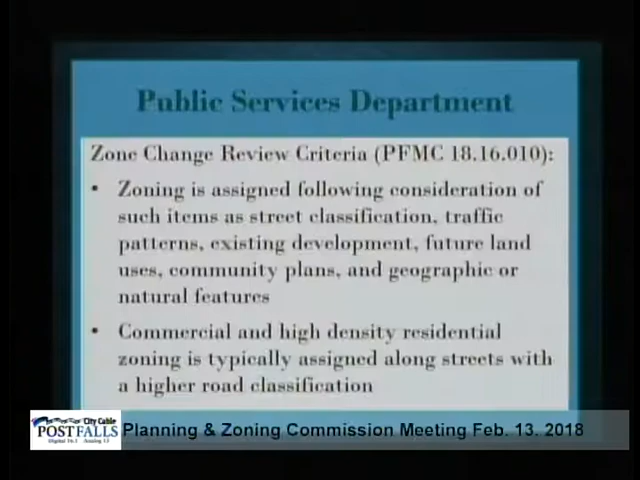 Public Services Department
Zone Change Review Criteria (PFMC 18.16.010):
• Zoning is assigned following consideration of
such items as street classification, traffic
patterns, existing development, future land
uses, community plans, and geographic or
natural features
• Commercial and high density residential
zoning is typically assigned along streets with
a higher road classification
City Cable
POST FALLS
Digital 16.1 Analog 13
Planning & Zoning Commission Meeting Feb. 13. 2018